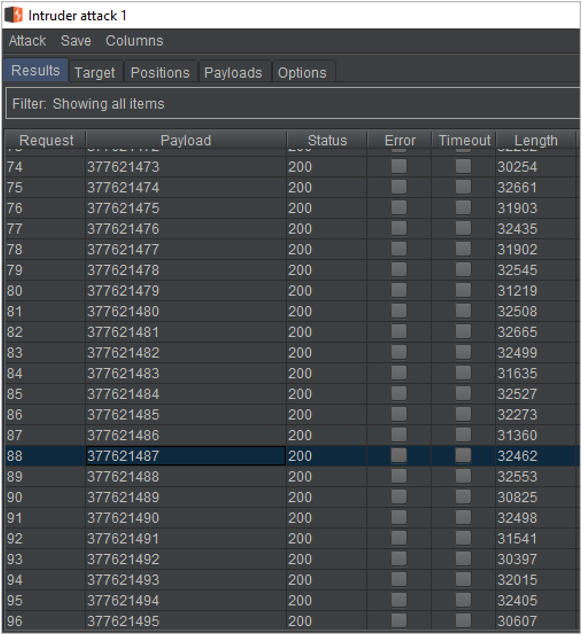 Intruder attack 1
Attack Save Columns
Results Target Positions Payloads Options
Filter: Showing all items
Request Payload Status Error Timeout Length
74 377621473 200 30254
75 377621474 200 32661
76 377621475 200 31903
77 377621476 200 32435
78 377621477 200 31902
79 377621478 200 32545
80 377621479 200 31219
81 377621480 200 32508
82 377621481 200 32665
83 377621482 200 32499
84 377621483 200 31635
85 377621484 200 32527
86 377621485 200 32273
87 377621486 200 31360
88 377621487 200 32462
89 377621488 200 32553
90 377621489 200 30825
91 377621490 200 32498
92 377621491 200 31541
93 377621492 200 30397
94 377621493 200 32015
95 377621494 200 32405
96 377621495 200 30607